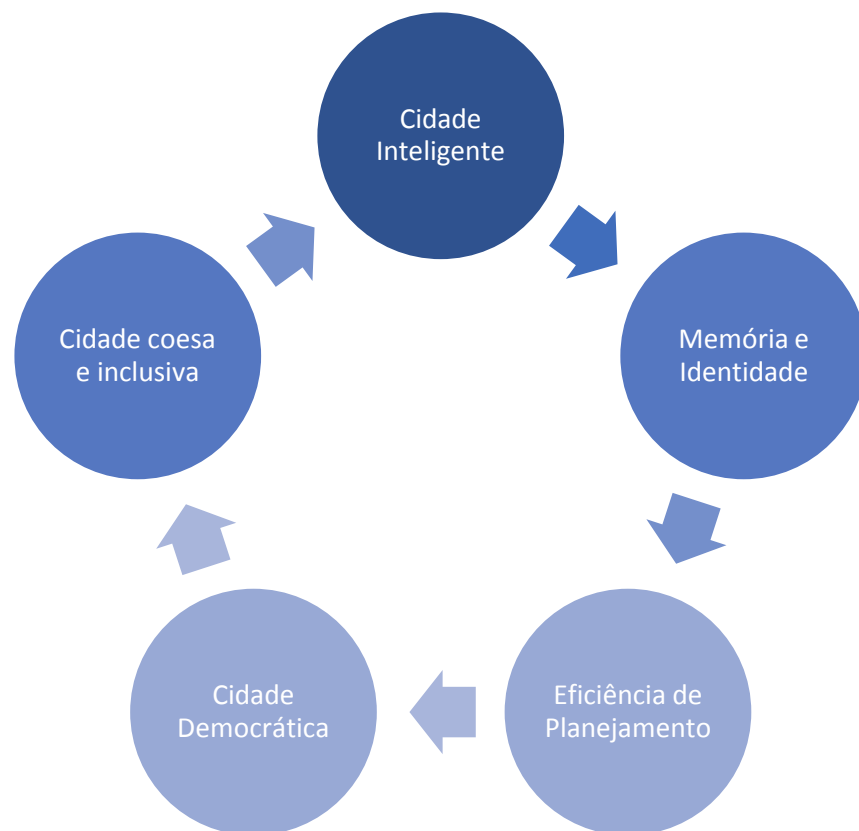 Cidade
Inteligente
Memória e
Identidade
Eficiência de
Planejamento
Cidade
Democrática
Cidade coesa
e inclusiva